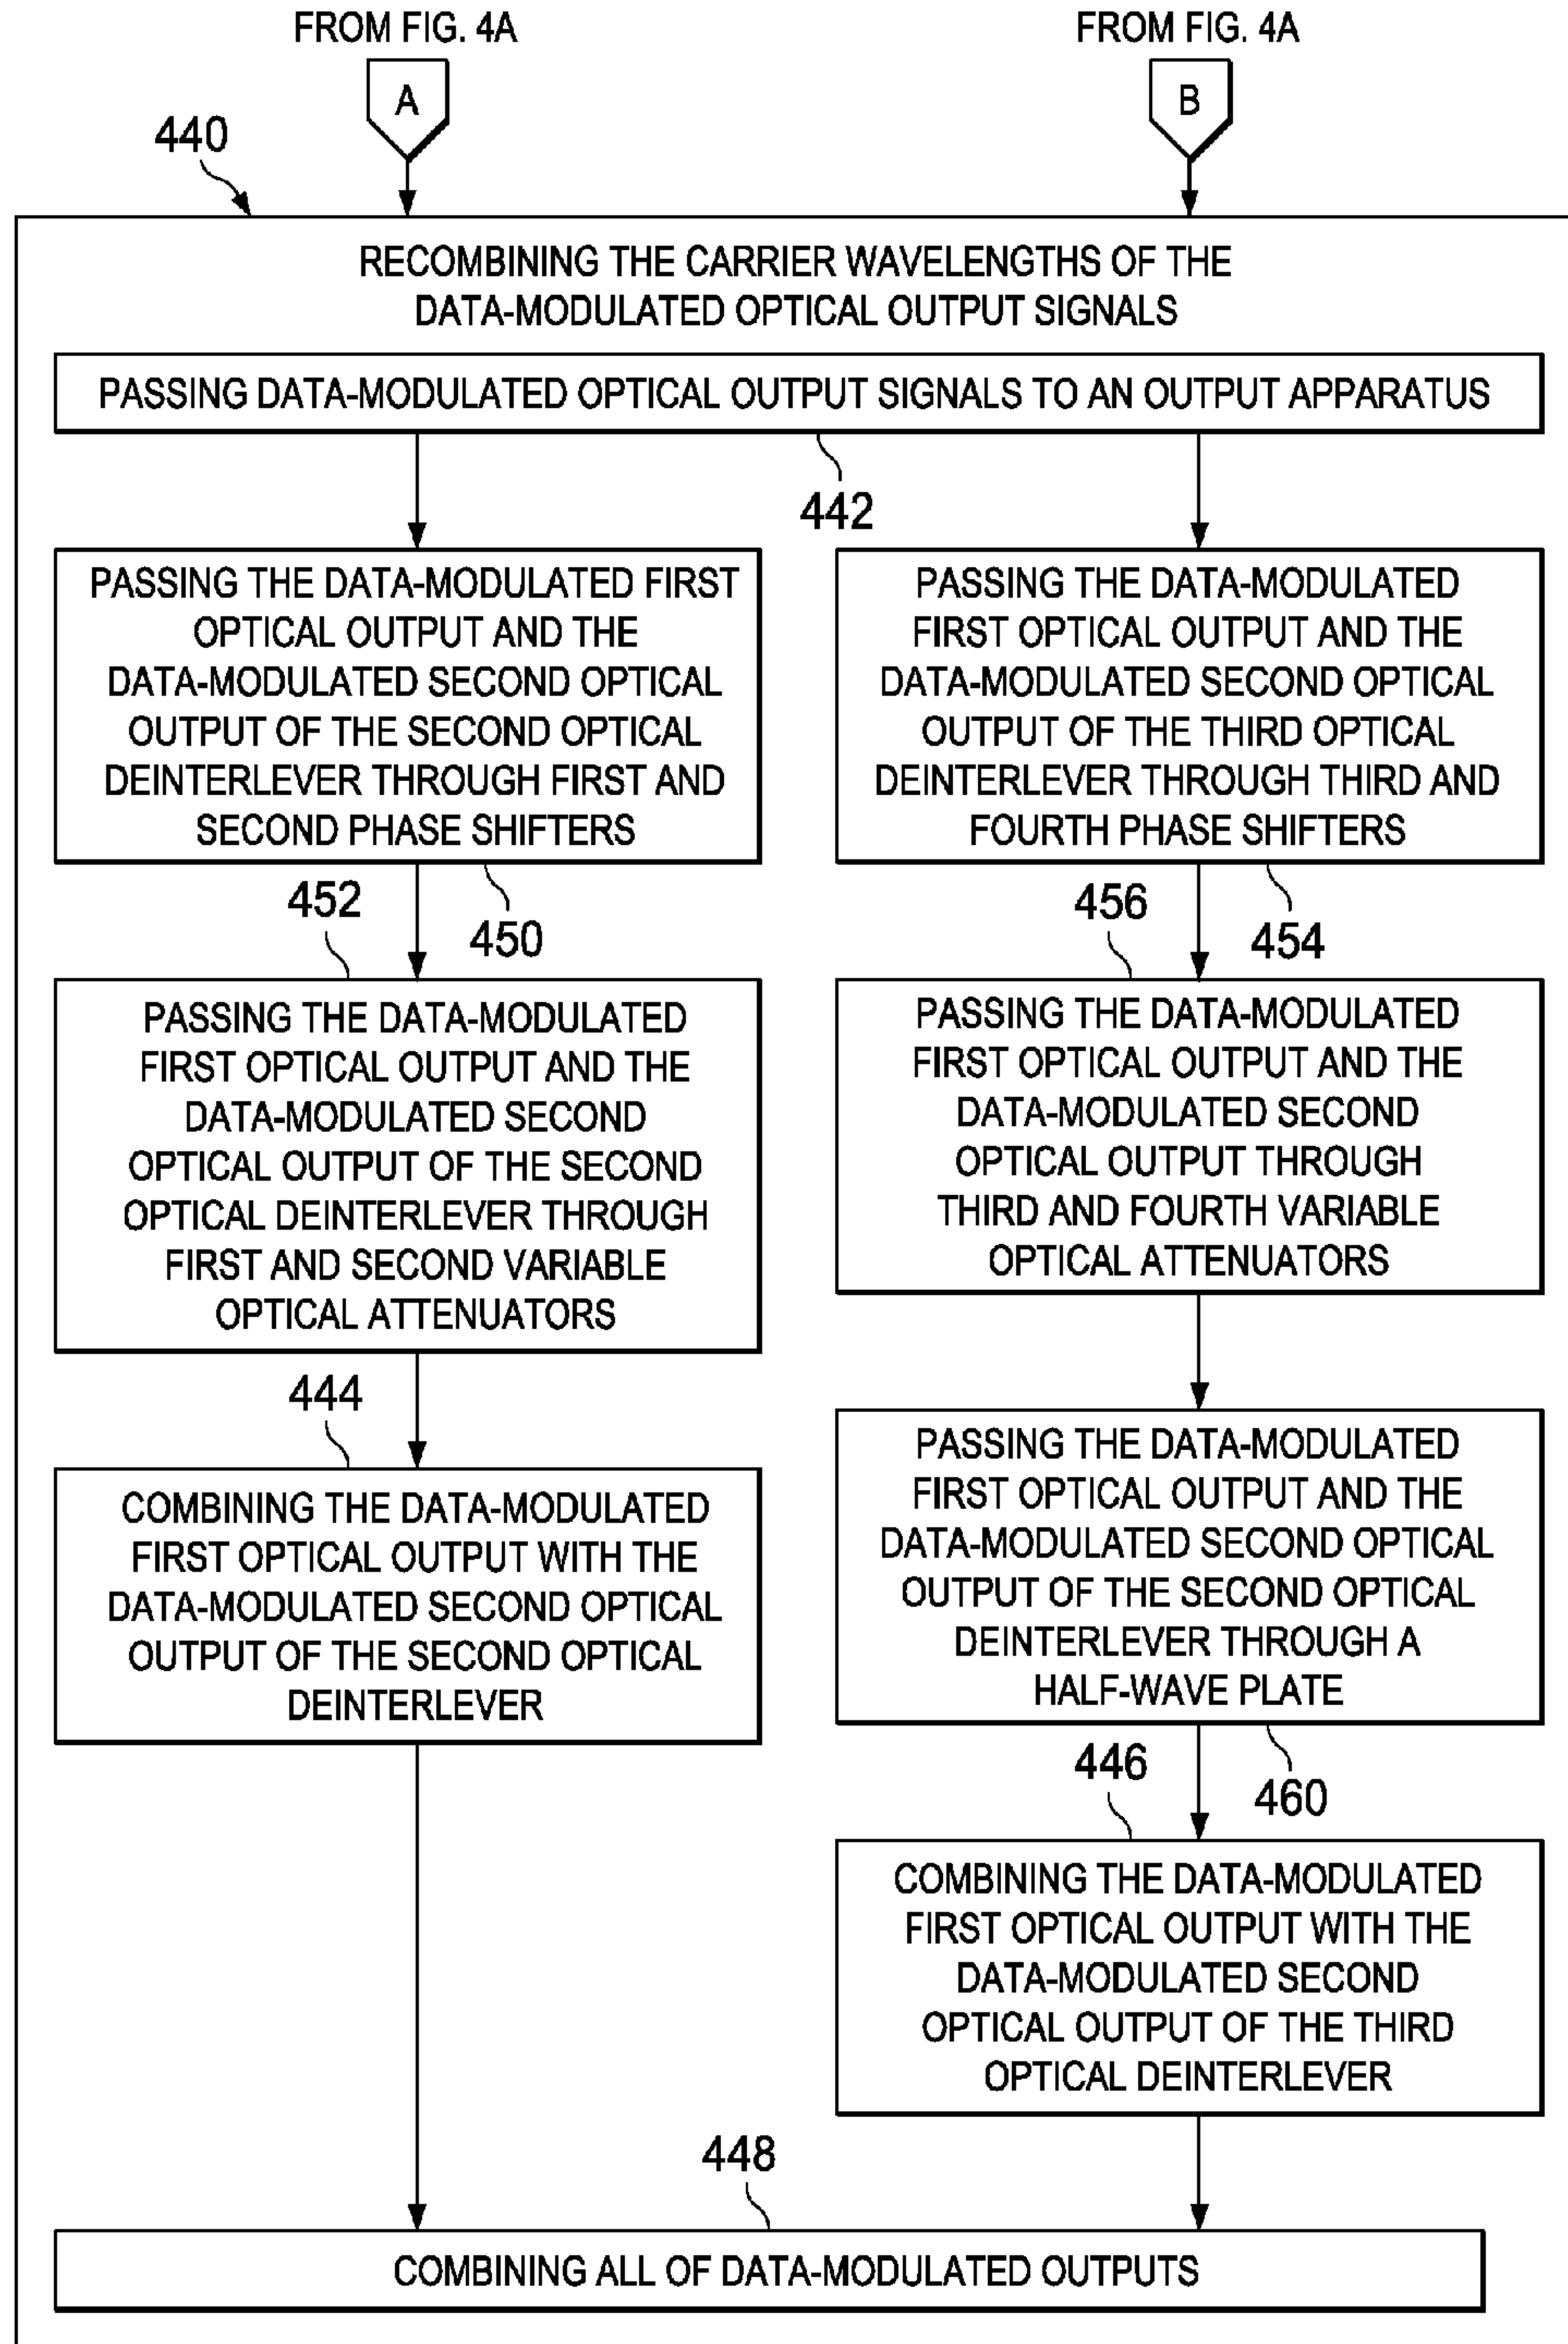 FROM FIG. 4A
FROM FIG. 4A
A
B
440
RECOMBINING THE CARRIER WAVELENGTHS OF THE
DATA-MODULATED OPTICAL OUTPUT SIGNALS
PASSING DATA-MODULATED OPTICAL OUTPUT SIGNALS TO AN OUTPUT APPARATUS
442
PASSING THE DATA-MODULATED FIRST
OPTICAL OUTPUT AND THE
DATA-MODULATED SECOND OPTICAL
OUTPUT OF THE SECOND OPTICAL
DEINTERLEVER THROUGH FIRST AND
SECOND PHASE SHIFTERS
PASSING THE DATA-MODULATED
FIRST OPTICAL OUTPUT AND THE
DATA-MODULATED SECOND OPTICAL
OUTPUT OF THE THIRD OPTICAL
DEINTERLEVER THROUGH THIRD AND
FOURTH PHASE SHIFTERS
452
450
456
454
PASSING THE DATA-MODULATED
FIRST OPTICAL OUTPUT AND THE
DATA-MODULATED SECOND
OPTICAL OUTPUT OF THE SECOND
OPTICAL DEINTERLEVER THROUGH
FIRST AND SECOND VARIABLE
OPTICAL ATTENUATORS
PASSING THE DATA-MODULATED
FIRST OPTICAL OUTPUT AND THE
DATA-MODULATED SECOND
OPTICAL OUTPUT THROUGH
THIRD AND FOURTH VARIABLE
OPTICAL ATTENUATORS
444
COMBINING THE DATA-MODULATED
FIRST OPTICAL OUTPUT WITH THE
DATA-MODULATED SECOND OPTICAL
OUTPUT OF THE SECOND OPTICAL
DEINTERLEVER
PASSING THE DATA-MODULATED
FIRST OPTICAL OUTPUT AND THE
DATA-MODULATED SECOND OPTICAL
OUTPUT OF THE SECOND OPTICAL
DEINTERLEVER THROUGH A
HALF-WAVE PLATE
446
460
COMBINING THE DATA-MODULATED
FIRST OPTICAL OUTPUT WITH THE
DATA-MODULATED SECOND
OPTICAL OUTPUT OF THE THIRD
OPTICAL DEINTERLEVER
448
COMBINING ALL OF DATA-MODULATED OUTPUTS